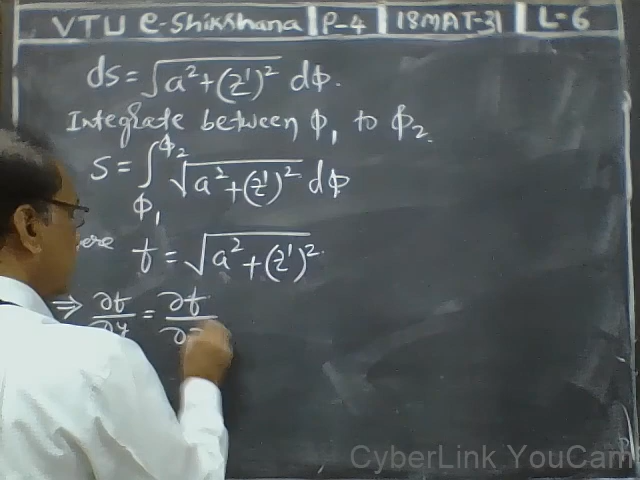 VTU e-Shikshana | P-4 | 18MAT-31 | L-6
ds = √a² + (z')² dϕ.
Integrate between ϕ₁ to ϕ₂.
s = ∫ϕ₁^ϕ₂ √a² + (z')² dϕ
f = √a² + (z')².
⇒ ∂f/∂y = ∂f/
CyberLink YouCam